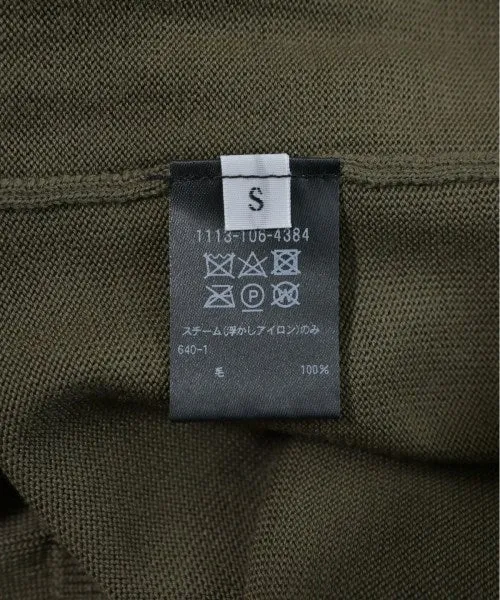 S
1113-106-4384
P W
スチーム(浮かしアイロン)のみ
640-1
毛 100%